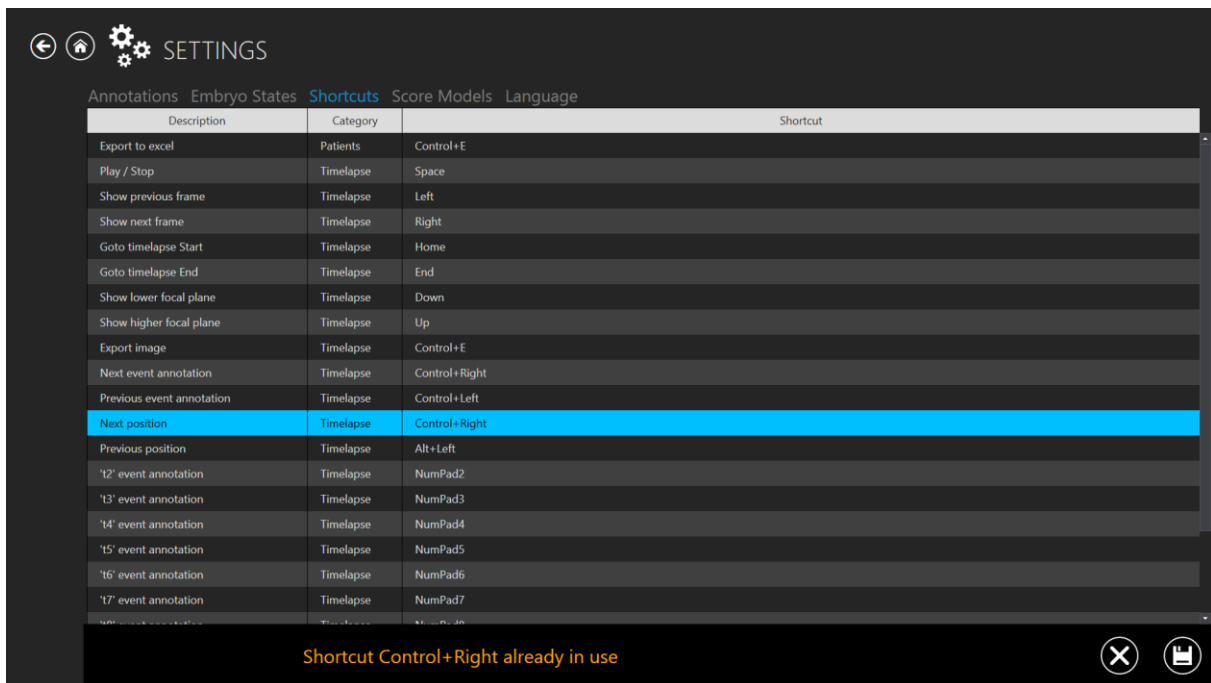 SETTINGS
Annotations Embryo States Shortcuts Score Models Language
Description Category Shortcut
Export to excel Patients Control+E
Play / Stop Timelapse Space
Show previous frame Timelapse Left
Show next frame Timelapse Right
Goto timelapse Start Timelapse Home
Goto timelapse End Timelapse End
Show lower focal plane Timelapse Down
Show higher focal plane Timelapse Up
Export image Timelapse Control+E
Next event annotation Timelapse Control+Right
Previous event annotation Timelapse Control+Left
Next position Timelapse Control+Right
Previous position Timelapse Alt+Left
't2' event annotation Timelapse NumPad2
't3' event annotation Timelapse NumPad3
't4' event annotation Timelapse NumPad4
't5' event annotation Timelapse NumPad5
't6' event annotation Timelapse NumPad6
't7' event annotation Timelapse NumPad7
Shortcut Control+Right already in use